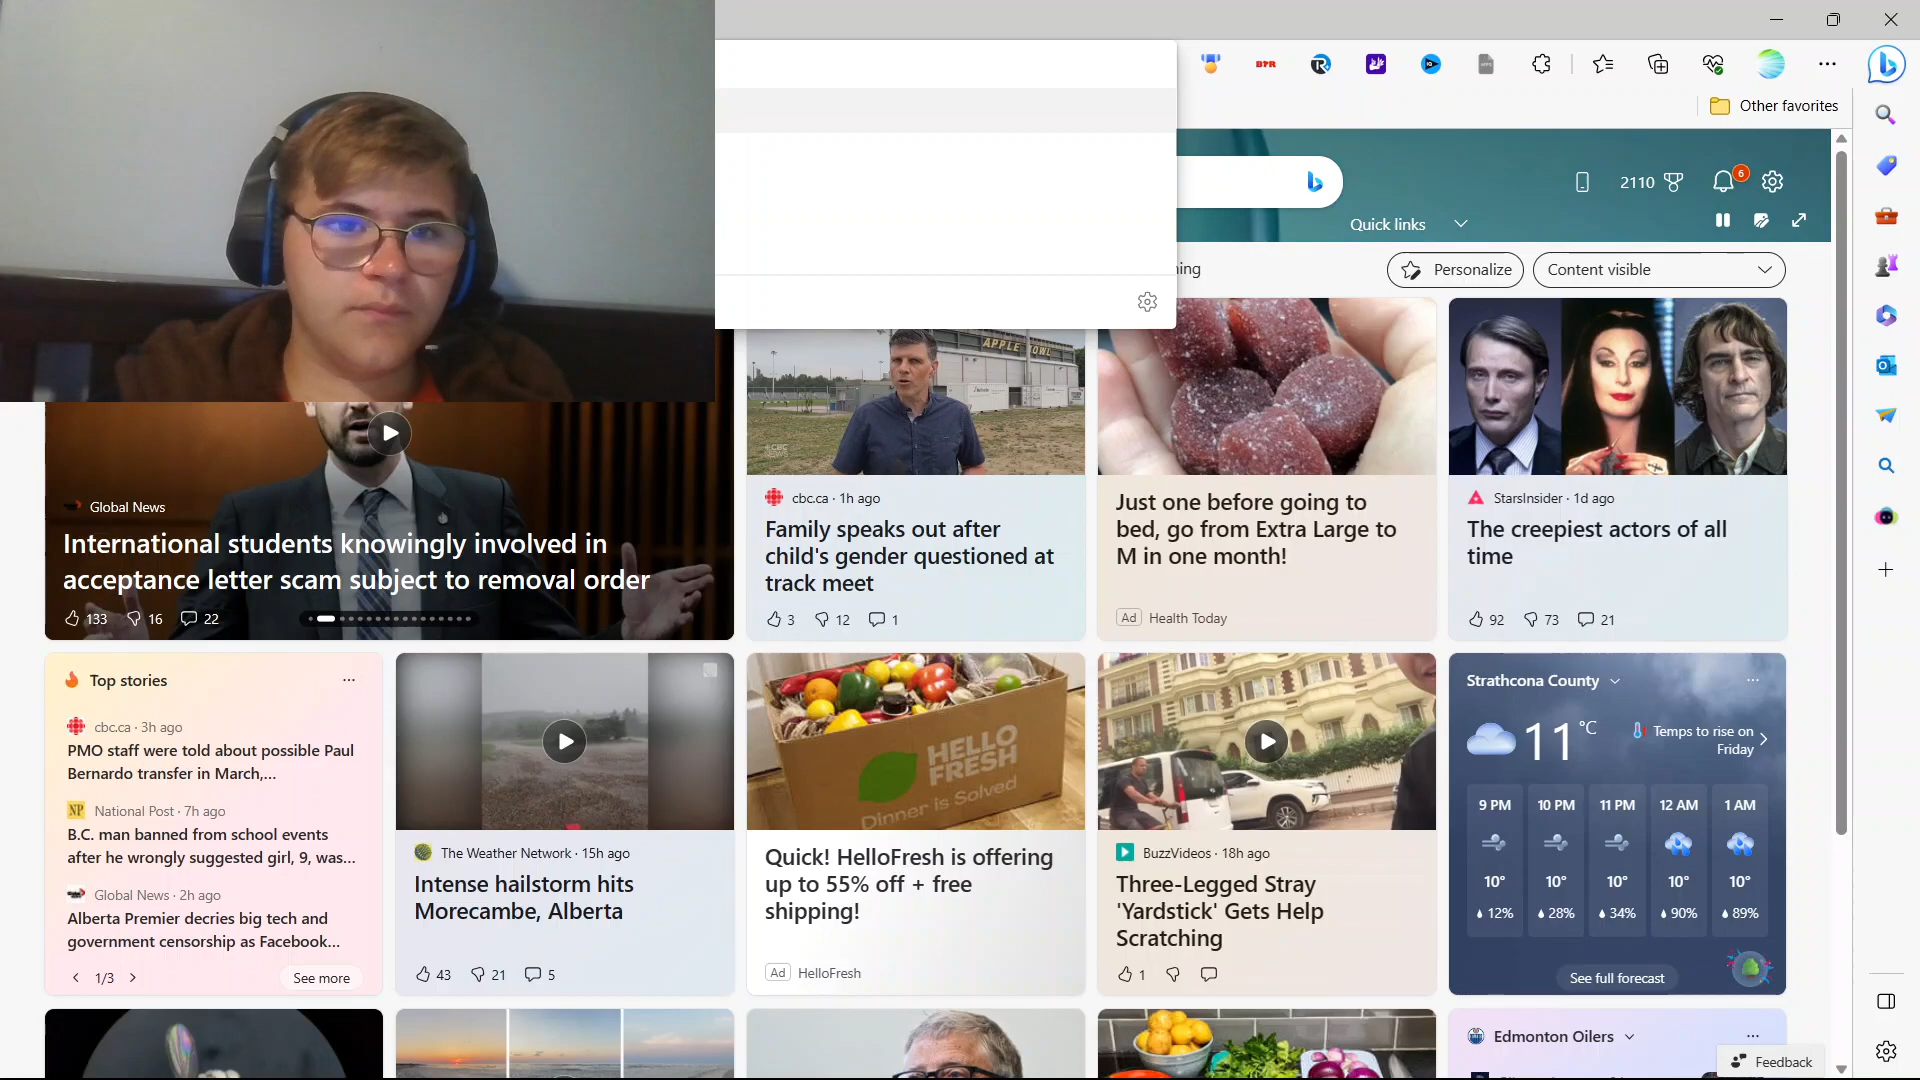 BTR
Other favorites
2110
6
Quick links
ning
Personalize
Content visible
APPLE BOWL
CBC
NEWS
Global News
International students knowingly involved in
acceptance letter scam subject to removal order
133
16
22
cbc.ca · 1h ago
Family speaks out after
child's gender questioned at
track meet
3
12
1
Just one before going to
bed, go from Extra Large to
M in one month!
Ad
Health Today
StarsInsider · 1d ago
The creepiest actors of all
time
92
73
21
Top stories
cbc.ca · 3h ago
PMO staff were told about possible Paul
Bernardo transfer in March,...
NP
National Post · 7h ago
B.C. man banned from school events
after he wrongly suggested girl, 9, was...
Global News · 2h ago
Alberta Premier decries big tech and
government censorship as Facebook...
1/3
See more
The Weather Network · 15h ago
Intense hailstorm hits
Morecambe, Alberta
43
21
5
HELLO
FRESH
Dinner is Solved
Quick! HelloFresh is offering
up to 55% off + free
shipping!
Ad
HelloFresh
BuzzVideos · 18h ago
Three-Legged Stray
'Yardstick' Gets Help
Scratching
1
Strathcona County
11 °C
Temps to rise on
Friday
9 PM 10 PM 11 PM 12 AM 1 AM
10° 10° 10° 10° 10°
12% 28% 34% 90% 89%
See full forecast
Edmonton Oilers
Feedback